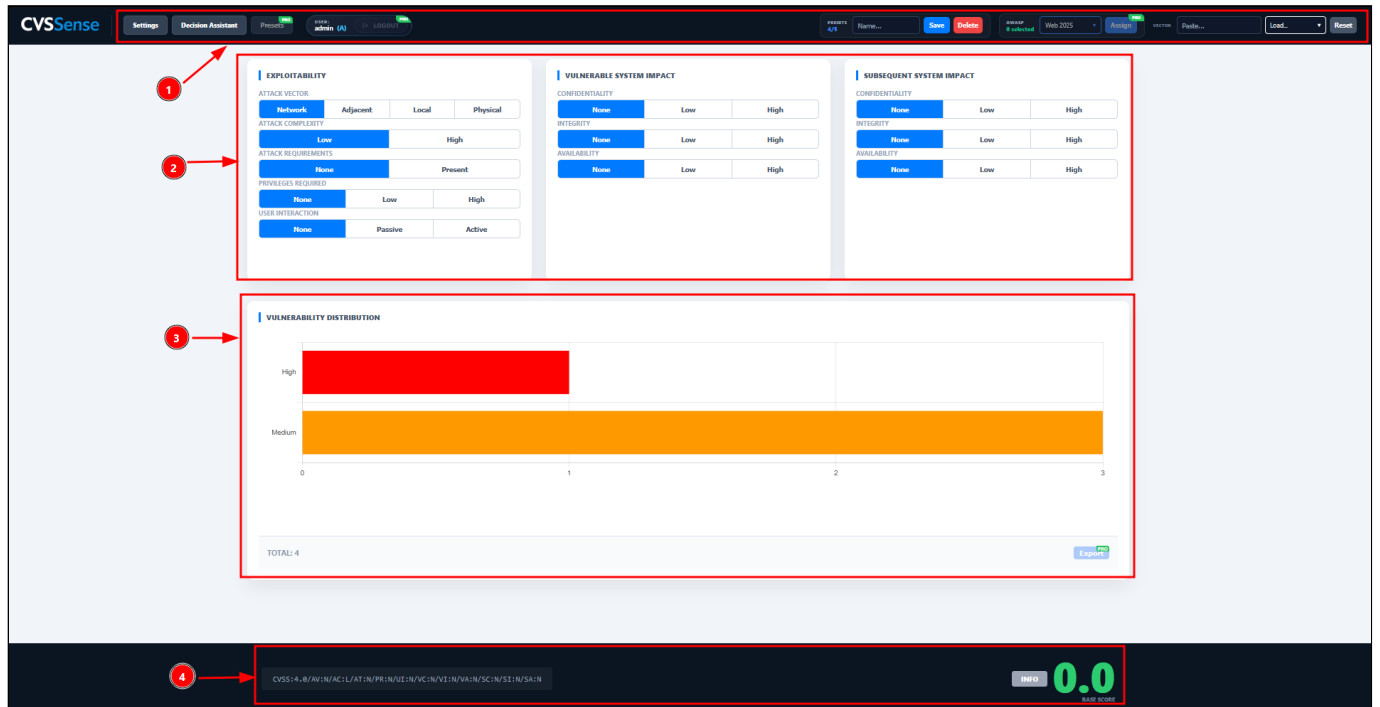 CVSSense
Settings
Decision Assistant
Presets
PRO
USER:
admin (A)
LOGOUT
PRO
PRESETS
4/5
Name...
Save
Delete
OWASP
0 selected
Web 2025
Assign
PRO
VECTOR
Paste...
Load...
Reset
1
EXPLOITABILITY
ATTACK VECTOR
Network Adjacent Local Physical
ATTACK COMPLEXITY
Low High
ATTACK REQUIREMENTS
None Present
PRIVILEGES REQUIRED
None Low High
USER INTERACTION
None Passive Active
VULNERABLE SYSTEM IMPACT
CONFIDENTIALITY
None Low High
INTEGRITY
None Low High
AVAILABILITY
None Low High
SUBSEQUENT SYSTEM IMPACT
CONFIDENTIALITY
None Low High
INTEGRITY
None Low High
AVAILABILITY
None Low High
2
VULNERABILITY DISTRIBUTION
3
High
Medium
0 1 2 3
TOTAL: 4
Export
PRO
4
CVSS:4.0/AV:N/AC:L/AT:N/PR:N/UI:N/VC:N/VI:N/VA:N/SC:N/SI:N/SA:N
INFO
0.0
BASE SCORE